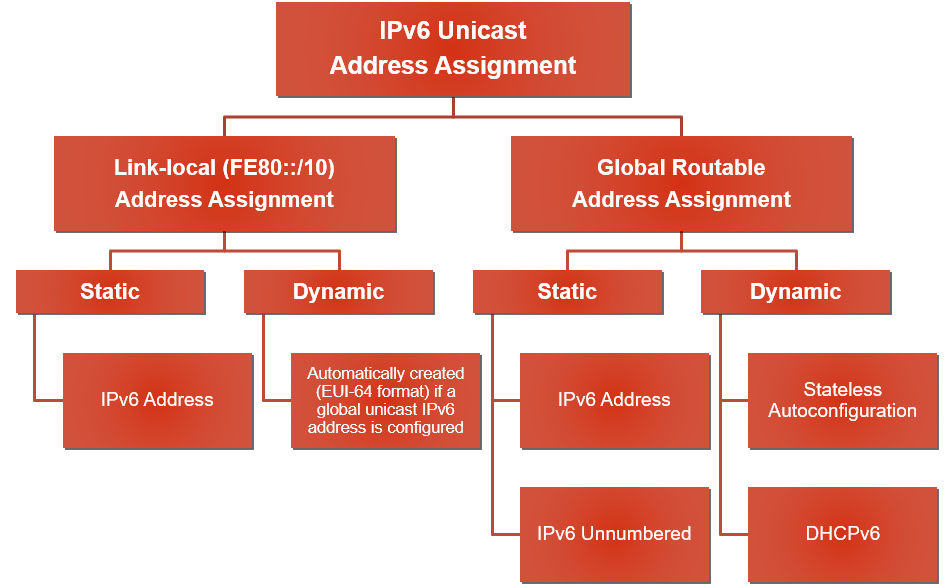 IPv6 Unicast
Address Assignment
Link-local (FE80::/10)
Address Assignment
Global Routable
Address Assignment
Static
Dynamic
Static
Dynamic
IPv6 Address
Automatically created
(EUI-64 format) if a
global unicast IPv6
address is configured
IPv6 Address
Stateless
Autoconfiguration
IPv6 Unnumbered
DHCPv6